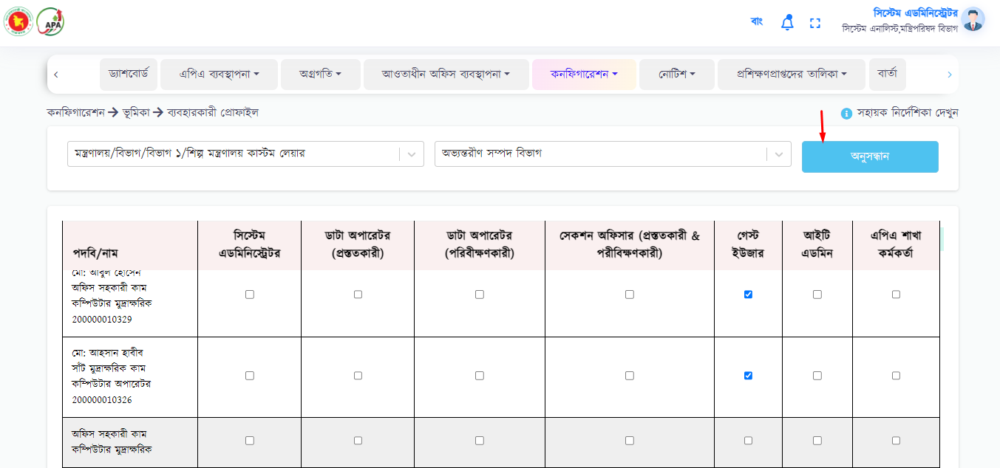 APA
বাং
সিস্টেম এডমিনিস্ট্রেটর
সিস্টেম এনালিস্ট,মন্ত্রিপরিষদ বিভাগ
ড্যাশবোর্ড এপিএ ব্যবস্থাপনা অগ্রগতি আওতাধীন অফিস ব্যবস্থাপনা কনফিগারেশন নোটিশ প্রশিক্ষণপ্রাপ্তদের তালিকা বার্তা
কনফিগারেশন → ভূমিকা → ব্যবহারকারী প্রোফাইল
সহায়ক নির্দেশিকা দেখুন
মন্ত্রণালয়/বিভাগ/বিভাগ ১/শিল্প মন্ত্রণালয় কাস্টম লেয়ার
অভ্যন্তরীণ সম্পদ বিভাগ
অনুসন্ধান
পদবি/নাম
সিস্টেম
এডমিনিস্ট্রেটর
ডাটা অপারেটর
(প্রস্তুতকারী)
ডাটা অপারেটর
(পরিবীক্ষণকারী)
সেকশন অফিসার (প্রস্ততকারী &
পরীবিক্ষণকারী)
গেস্ট
ইউজার
আইটি
এডমিন
এপিএ শাখা
কর্মকর্তা
মো: আবুল হোসেন
অফিস সহকারী কাম
কম্পিউটার মুদ্রাক্ষরিক
200000010329
মো: আহসান হাবীব
সাঁট মুদ্রাক্ষরিক কাম
কম্পিউটার অপারেটর
200000010326
অফিস সহকারী কাম
কম্পিউটার মুদ্রাক্ষরিক